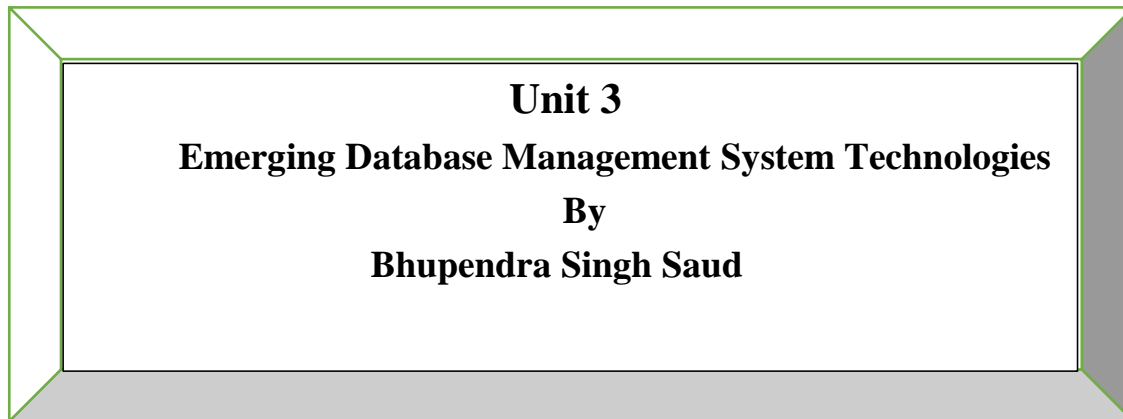 Unit 3
Emerging Database Management System Technologies
By
Bhupendra Singh Saud